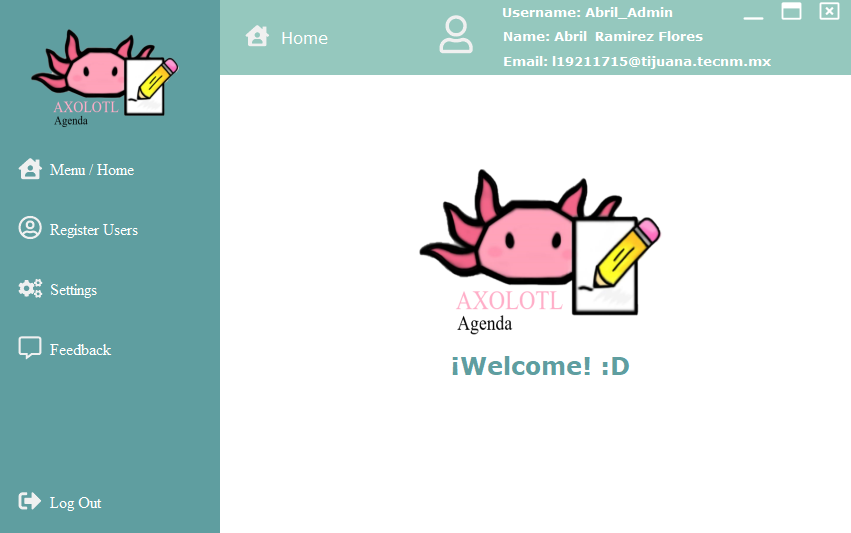 AXOLOTL
Agenda
Menu / Home
Register Users
Settings
Feedback
Log Out
Home
Username: Abril_Admin
Name: Abril Ramirez Flores
Email: l19211715@tijuana.tecnm.mx
AXOLOTL
Agenda
¡Welcome! :D